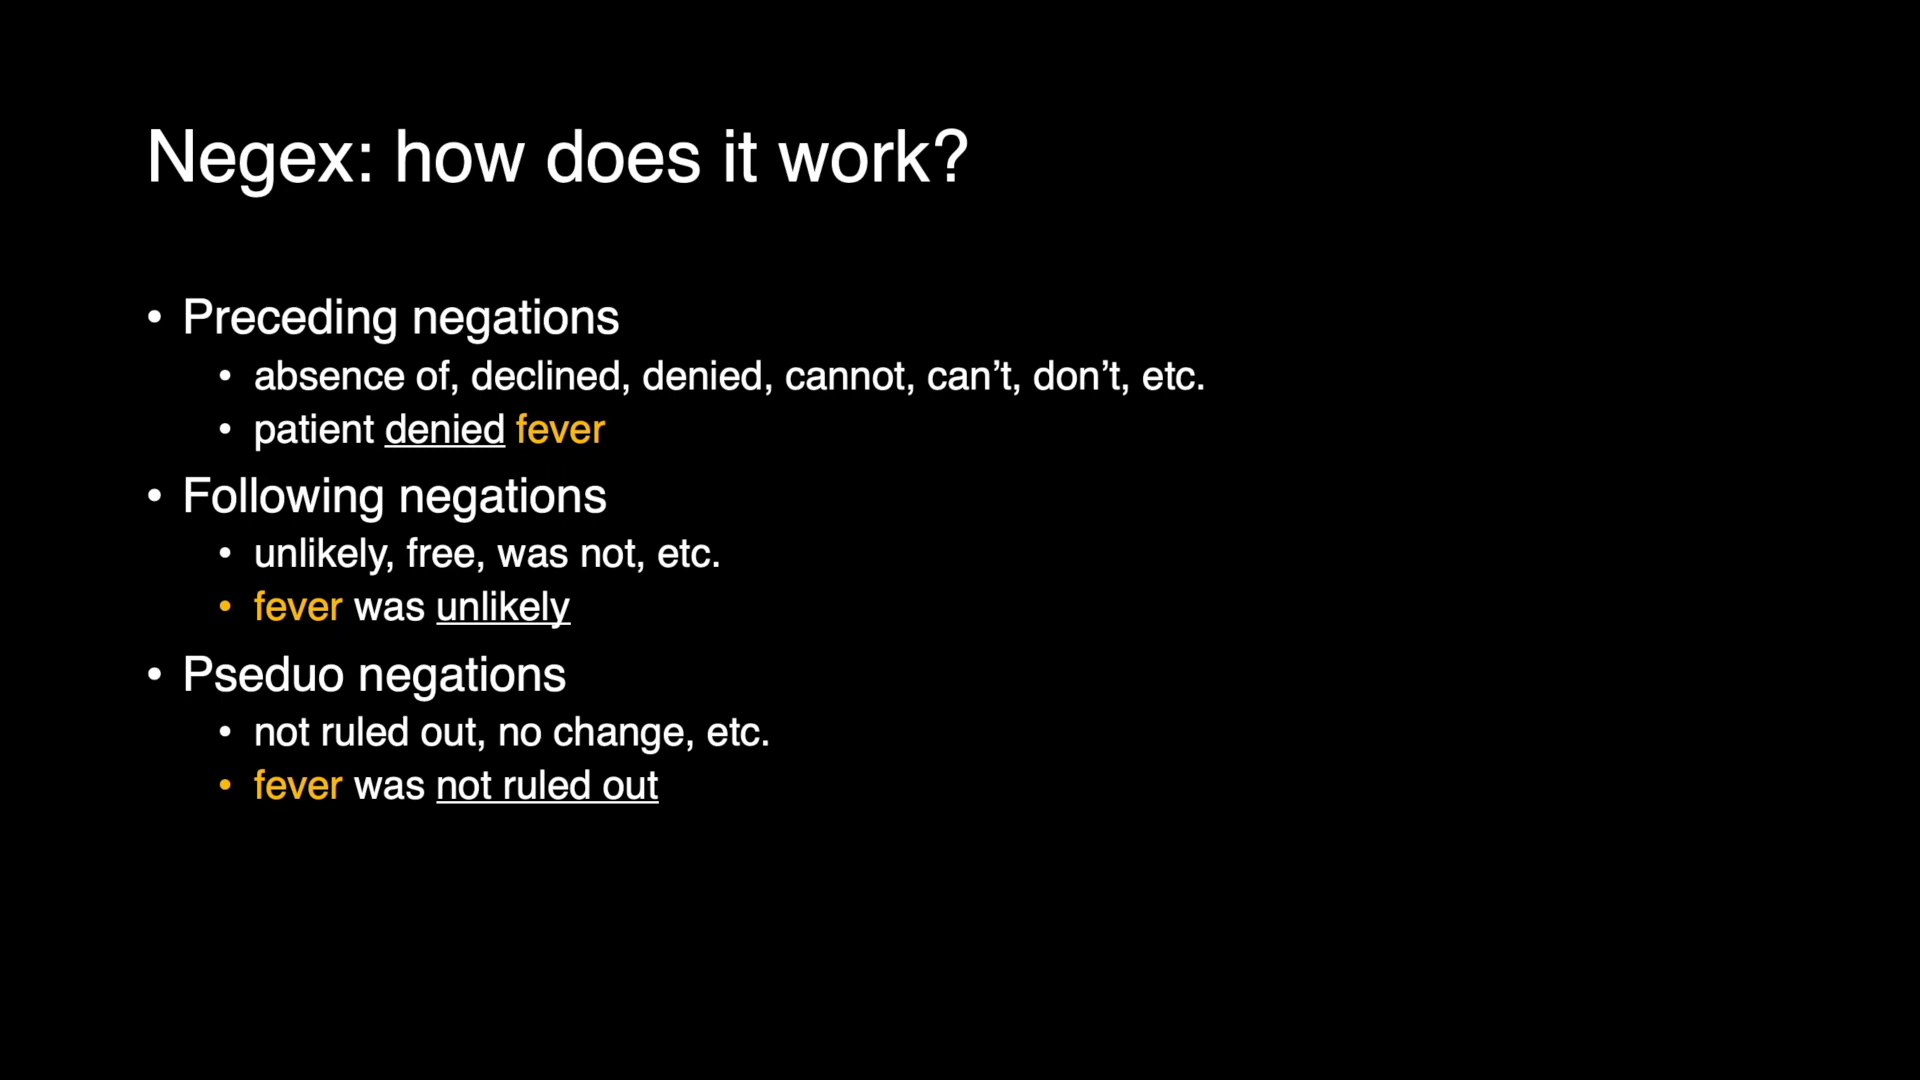 Negex: how does it work?
• Preceding negations
• absence of, declined, denied, cannot, can’t, don’t, etc.
• patient denied fever
• Following negations
• unlikely, free, was not, etc.
• fever was unlikely
• Pseduo negations
• not ruled out, no change, etc.
• fever was not ruled out